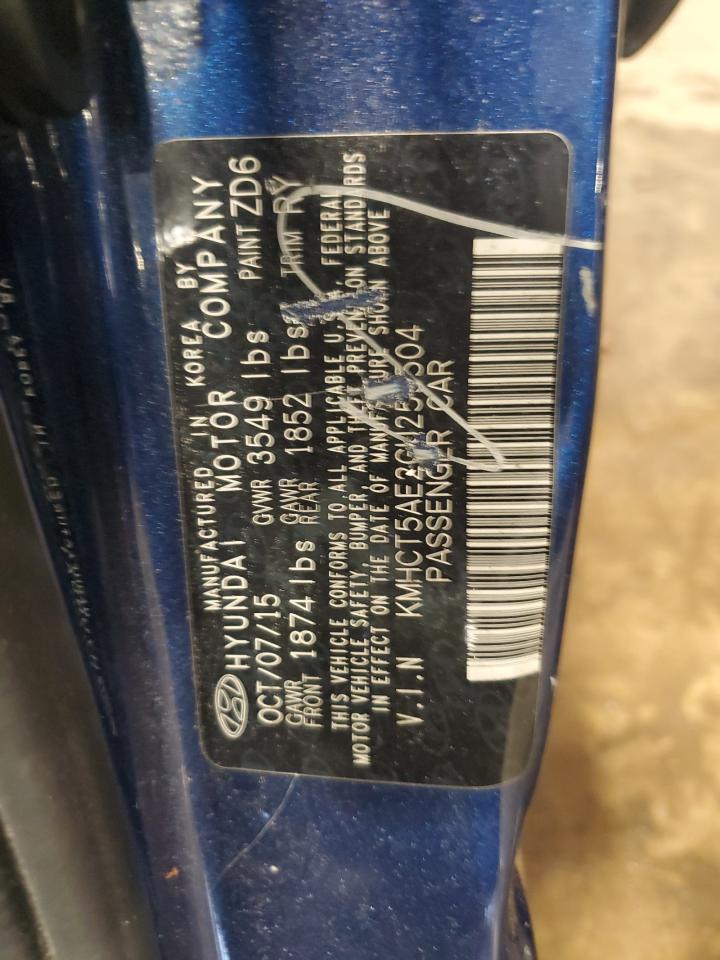 MANUFACTURED IN KOREA BY
HYUNDAI MOTOR COMPANY
OCT/07/15 GVWR 3549 lbs PAINT ZD6
GAWR FRONT 1874 lbs GAWR REAR 1852 lbs TRIM RY
THIS VEHICLE CONFORMS TO ALL APPLICABLE U.S. FEDERAL
MOTOR VEHICLE SAFETY, BUMPER, AND THEFT PREVENTION STANDARDS
IN EFFECT ON THE DATE OF MANUFACTURE SHOWN ABOVE
V.I.N
PASSENGER CAR